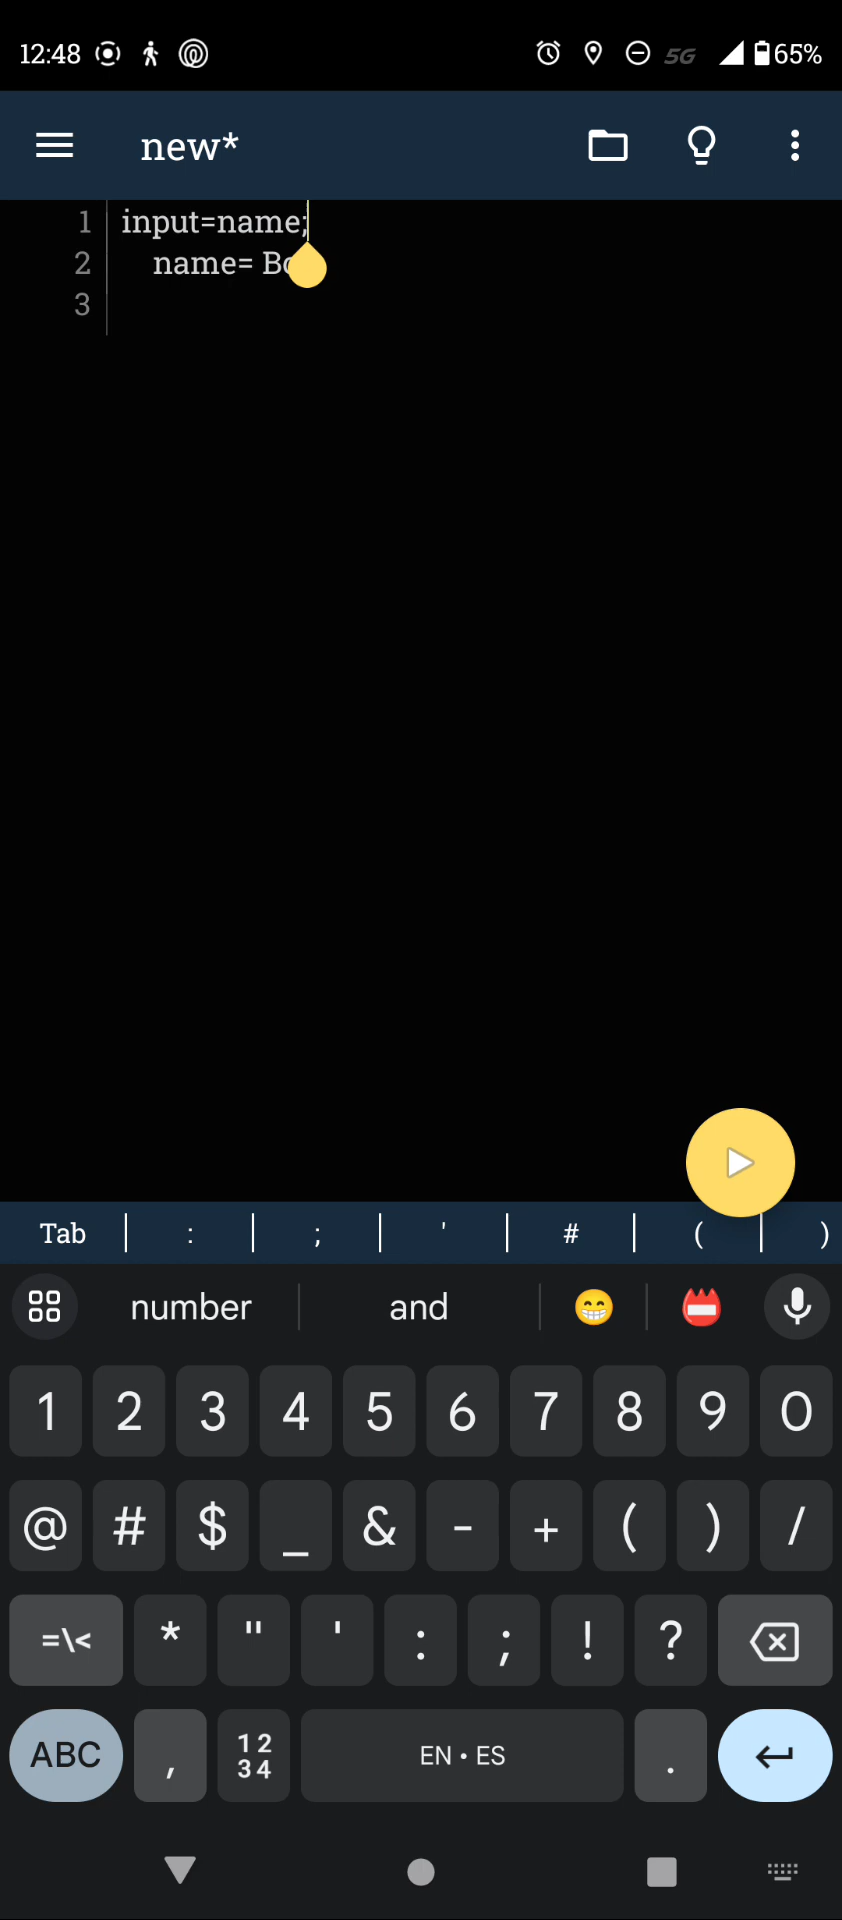 12:48 5G 65%
new*
1 input=name;
2 name= B
3
Tab : ; ' # ( )
number and
1 2 3 4 5 6 7 8 9 0
@ # $ _ & - + ( ) /
=\< * " ' : ; ! ?
ABC , 12 34 EN • ES .